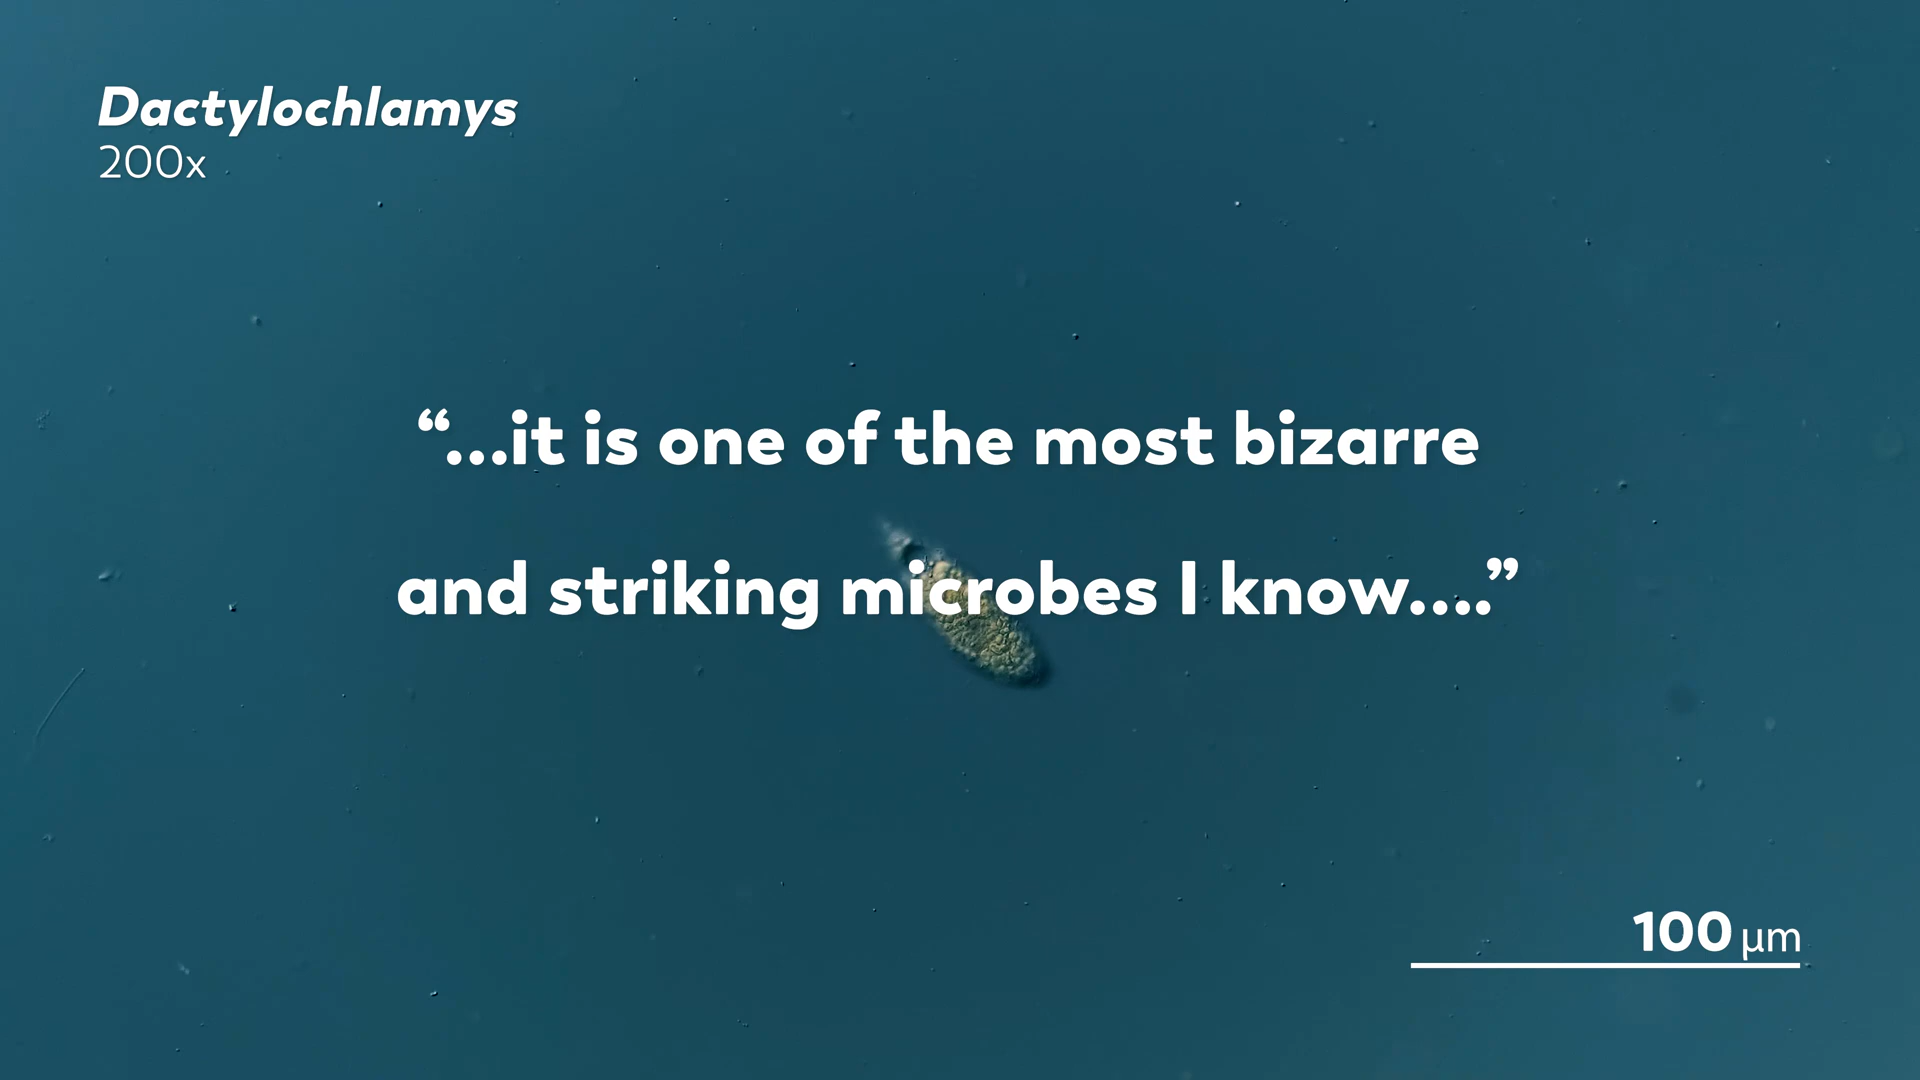 Dactylochlamys
200x
“...it is one of the most bizarre
and striking microbes I know....”
100 µm